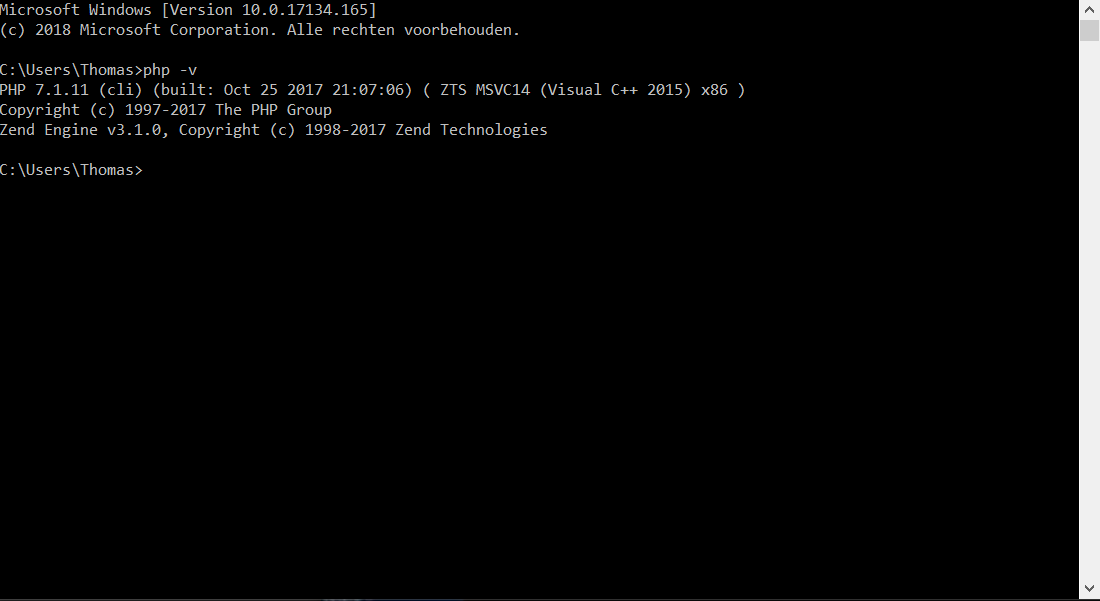 Microsoft Windows [Version 10.0.17134.165]
(c) 2018 Microsoft Corporation. Alle rechten voorbehouden.
C:\Users\Thomas>php -v
PHP 7.1.11 (cli) (built: Oct 25 2017 21:07:06) ( ZTS MSVC14 (Visual C++ 2015) x86 )
Copyright (c) 1997-2017 The PHP Group
Zend Engine v3.1.0, Copyright (c) 1998-2017 Zend Technologies
C:\Users\Thomas>